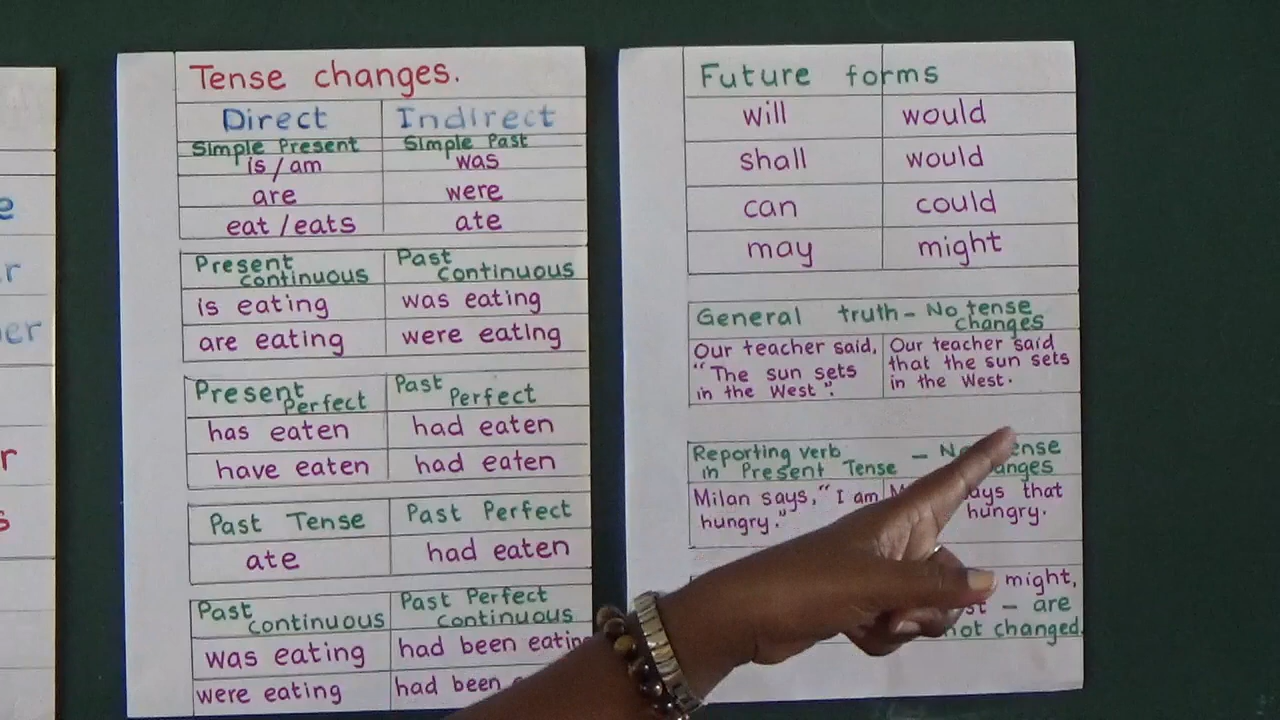 e
r
er
r
s
Tense changes.
Direct Indirect
Simple Present Simple Past
is / am was
are were
eat / eats ate
Present continuous Past continuous
is eating was eating
are eating were eating
Present Perfect Past Perfect
has eaten had eaten
have eaten had eaten
Past Tense Past Perfect
ate had eaten
Past continuous Past Perfect continuous
was eating had been eating
were eating had been
Future forms
will would
shall would
can could
may might
General truth – No tense changes
Our teacher said, Our teacher said
"The sun sets that the sun sets
in the West". in the West.
Reporting verb – No
in Present Tense
Milan says, "I am that
hungry." hungry.
might,
– are
not changed.